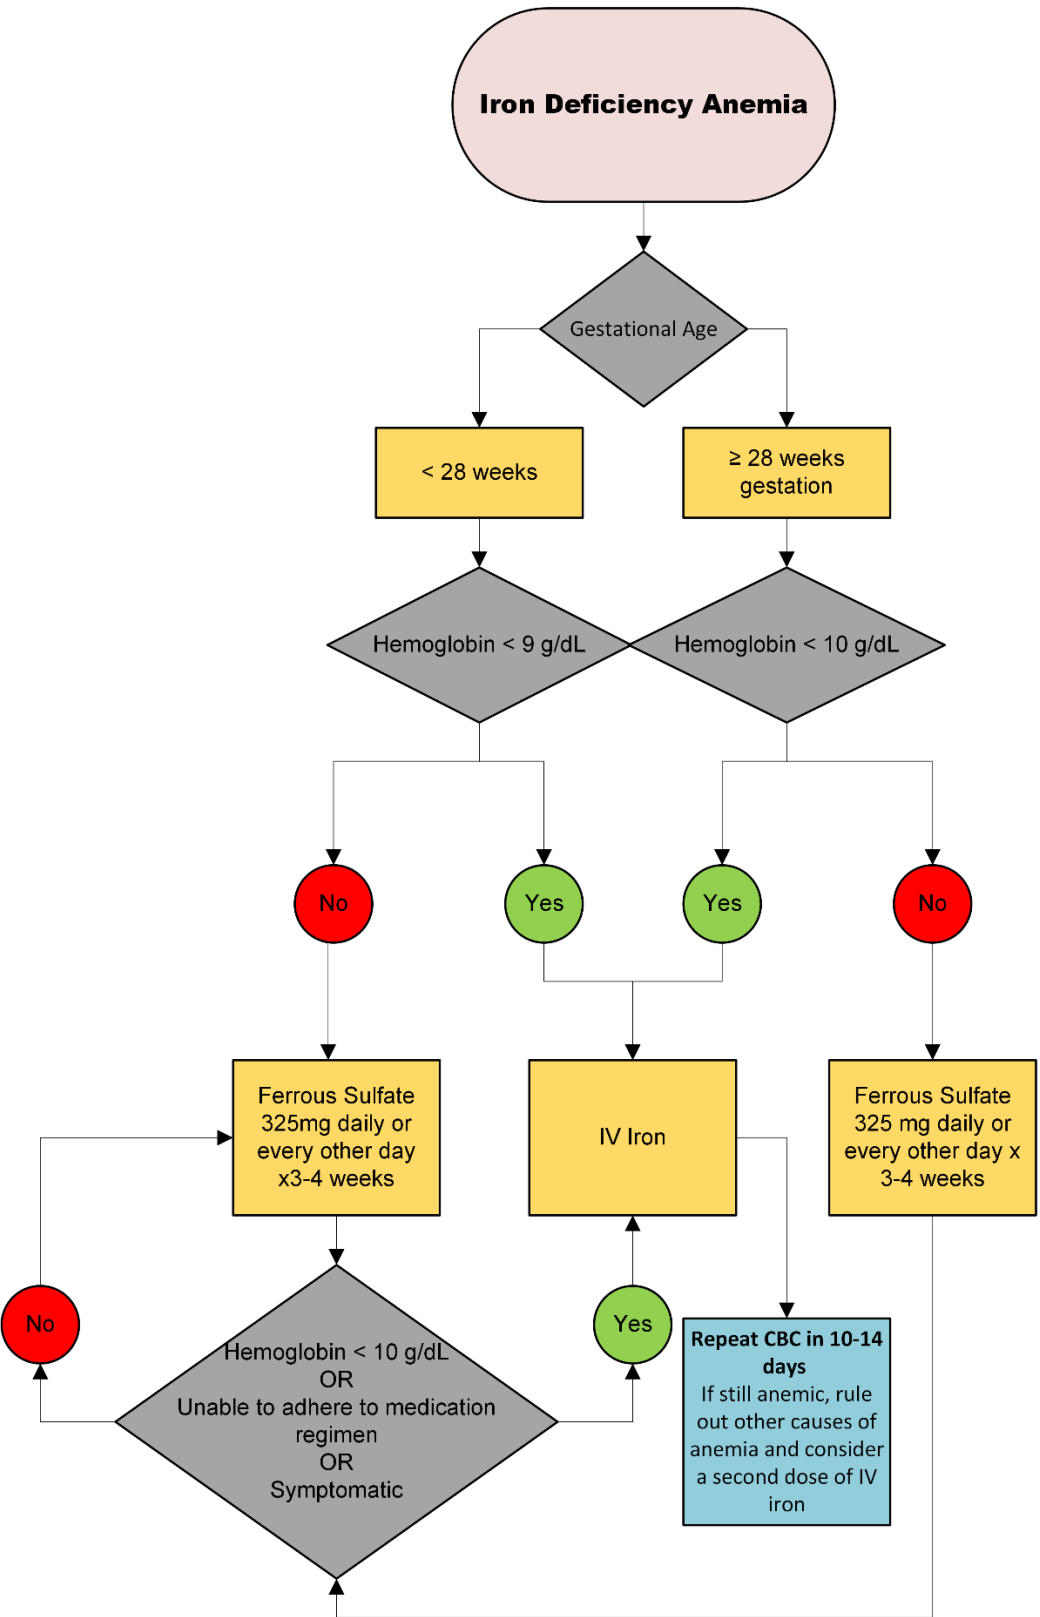 Iron Deficiency Anemia
Gestational Age
< 28 weeks
≥ 28 weeks
gestation
Hemoglobin < 9 g/dL
Hemoglobin < 10 g/dL
No
Yes
Yes
No
Ferrous Sulfate
325mg daily or
every other day
x3-4 weeks
IV Iron
Ferrous Sulfate
325 mg daily or
every other day x
3-4 weeks
No
Hemoglobin < 10 g/dL
OR
Unable to adhere to medication
regimen
OR
Symptomatic
Yes
Repeat CBC in 10-14
days
If still anemic, rule
out other causes of
anemia and consider
a second dose of IV
iron